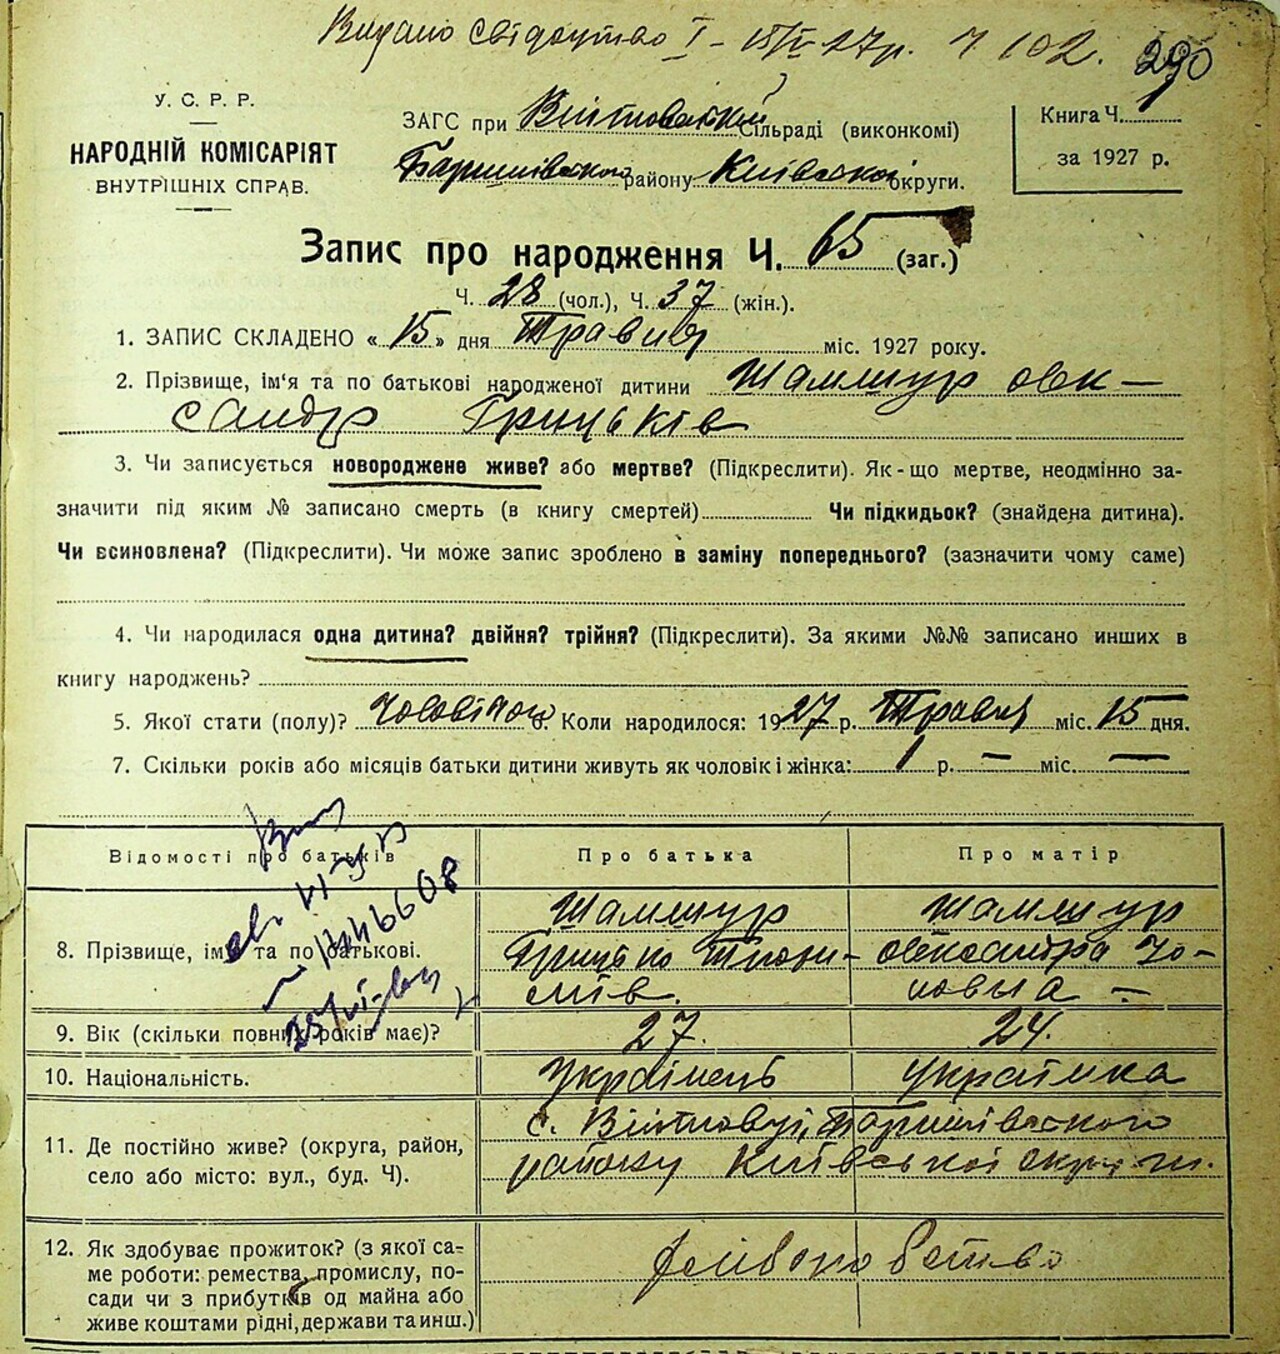 Видано свідоцтво I - 15/V-27р. Ч 102. 290
У. С. Р. Р.
НАРОДНІЙ КОМІСАРІЯТ
ВНУТРІШНІХ СПРАВ.
ЗАГС при Війтовській сільраді (виконкомі)
Баришівського району Київської округи.
Книга Ч. 1
за 1927 р.
Запис про народження Ч. 65 (заг.)
Ч. 28 (чол.), Ч. 37 (жін.).
1. ЗАПИС СКЛАДЕНО «15» дня Травня міс. 1927 року.
2. Прізвище, ім'я та по батькові народженої дитини Шамшур Олек-
сандр Грицьків
3. Чи записується новороджене живе? або мертве? (Підкреслити). Як-що мертве, неодмінно за-
значити під яким № записано смерть (в книгу смертей) Чи підкидьок? (знайдена дитина).
Чи всиновлена? (Підкреслити). Чи може запис зроблено в заміну попереднього? (зазначити чому саме)
4. Чи народилася одна дитина? двійня? трійня? (Підкреслити). За якими №№ записано инших в
книгу народжень?
5. Якої стати (полу)? Чоловічої 6. Коли народилося: 1927 р. Травня міс. 15 дня.
7. Скільки років або місяців батьки дитини живуть як чоловік і жінка: 1 р. — міс. —
Відомості про батьків
Про батька
Про матір
8. Прізвище, ім'я та по батькові.
Шамшур
Грицько Трохи-
мів.
Шамшур
Олександра
9. Вік (скільки повних років має)?
27.
24.
10. Національність.
Українець
Українка
11. Де постійно живе? (округа, район,
село або місто: вул., буд. Ч).
с. Війтовці, Баришівського
району Київської округи.
12. Як здобуває прожиток? (з якої са-
ме роботи: ремества, промислу, по-
сади чи з прибутків од майна або
живе коштами рідні, держави та инш.)